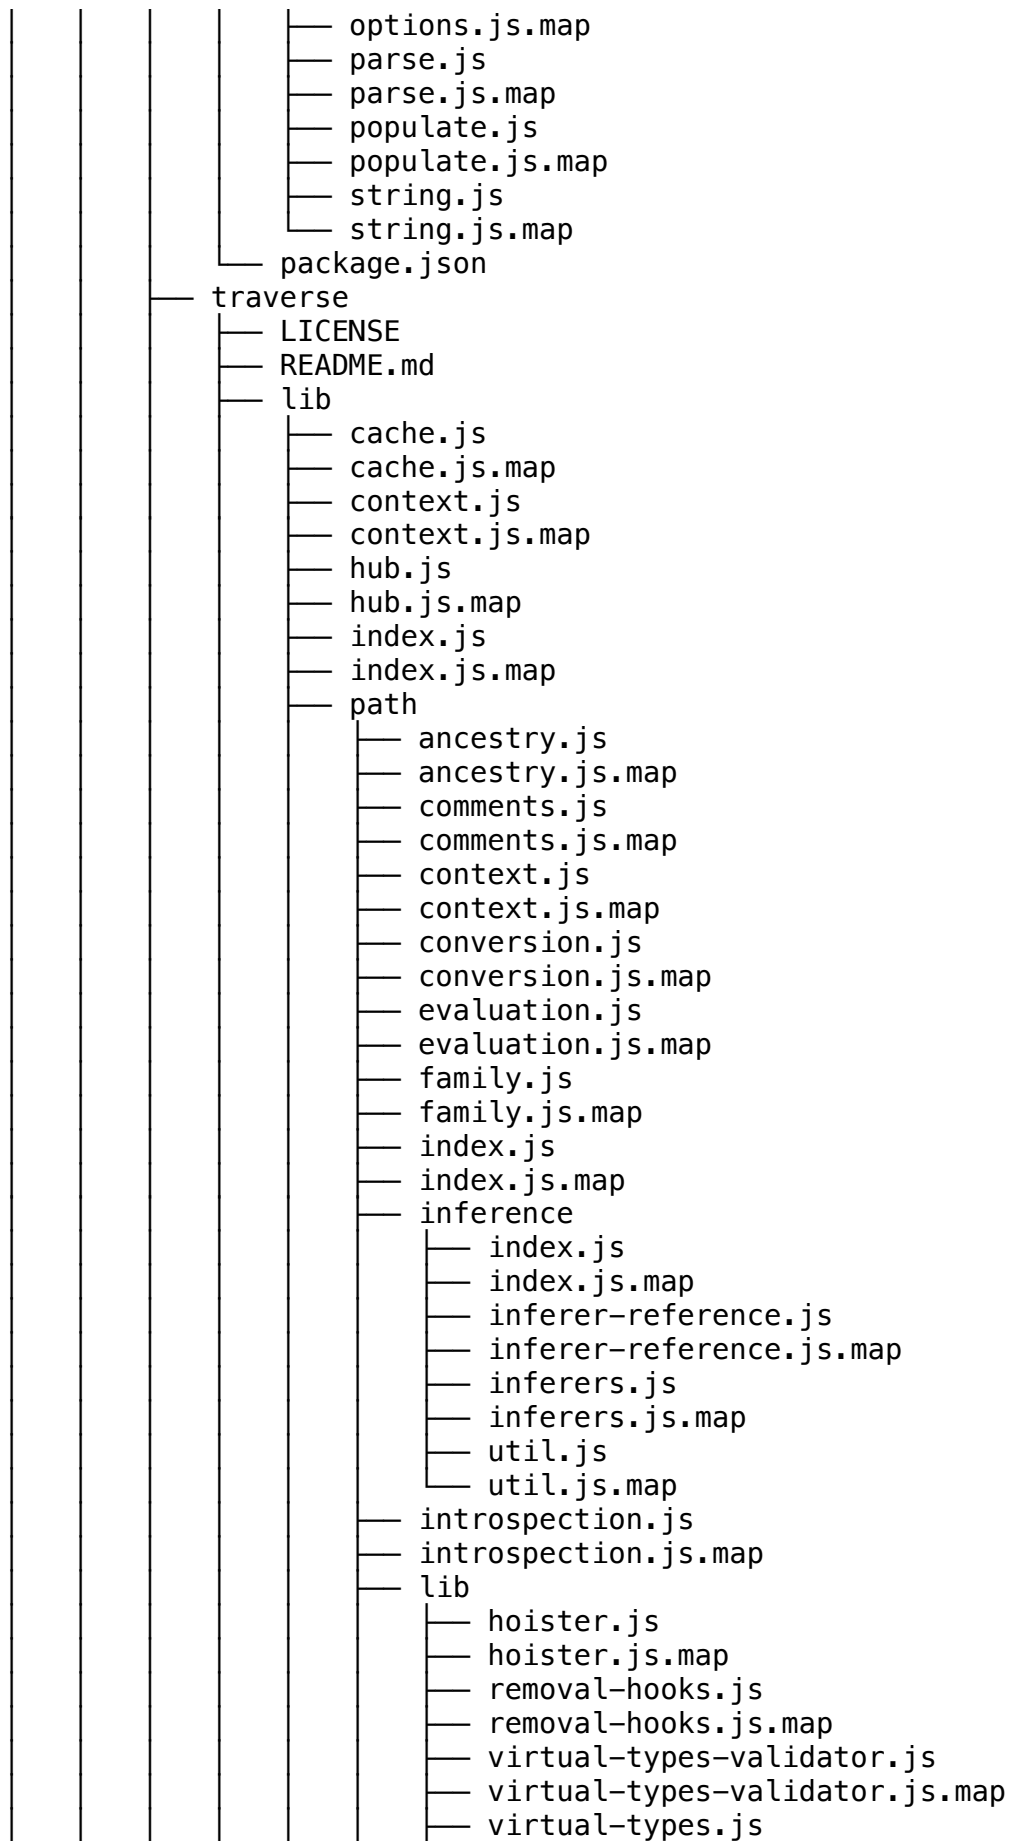 │   │   │   │   ├── options.js.map
│   │   │   │   ├── parse.js
│   │   │   │   ├── parse.js.map
│   │   │   │   ├── populate.js
│   │   │   │   ├── populate.js.map
│   │   │   │   ├── string.js
│   │   │   │   └── string.js.map
│   │   │   └── package.json
│   │   ├── traverse
│   │   │   ├── LICENSE
│   │   │   ├── README.md
│   │   │   ├── lib
│   │   │   │   ├── cache.js
│   │   │   │   ├── cache.js.map
│   │   │   │   ├── context.js
│   │   │   │   ├── context.js.map
│   │   │   │   ├── hub.js
│   │   │   │   ├── hub.js.map
│   │   │   │   ├── index.js
│   │   │   │   ├── index.js.map
│   │   │   │   ├── path
│   │   │   │   │   ├── ancestry.js
│   │   │   │   │   ├── ancestry.js.map
│   │   │   │   │   ├── comments.js
│   │   │   │   │   ├── comments.js.map
│   │   │   │   │   ├── context.js
│   │   │   │   │   ├── context.js.map
│   │   │   │   │   ├── conversion.js
│   │   │   │   │   ├── conversion.js.map
│   │   │   │   │   ├── evaluation.js
│   │   │   │   │   ├── evaluation.js.map
│   │   │   │   │   ├── family.js
│   │   │   │   │   ├── family.js.map
│   │   │   │   │   ├── index.js
│   │   │   │   │   ├── index.js.map
│   │   │   │   │   ├── inference
│   │   │   │   │   │   ├── index.js
│   │   │   │   │   │   ├── index.js.map
│   │   │   │   │   │   ├── inferer-reference.js
│   │   │   │   │   │   ├── inferer-reference.js.map
│   │   │   │   │   │   ├── inferers.js
│   │   │   │   │   │   ├── inferers.js.map
│   │   │   │   │   │   ├── util.js
│   │   │   │   │   │   └── util.js.map
│   │   │   │   │   ├── introspection.js
│   │   │   │   │   ├── introspection.js.map
│   │   │   │   │   ├── lib
│   │   │   │   │   │   ├── hoister.js
│   │   │   │   │   │   ├── hoister.js.map
│   │   │   │   │   │   ├── removal-hooks.js
│   │   │   │   │   │   ├── removal-hooks.js.map
│   │   │   │   │   │   ├── virtual-types-validator.js
│   │   │   │   │   │   ├── virtual-types-validator.js.map
│   │   │   │   │   │   ├── virtual-types.js